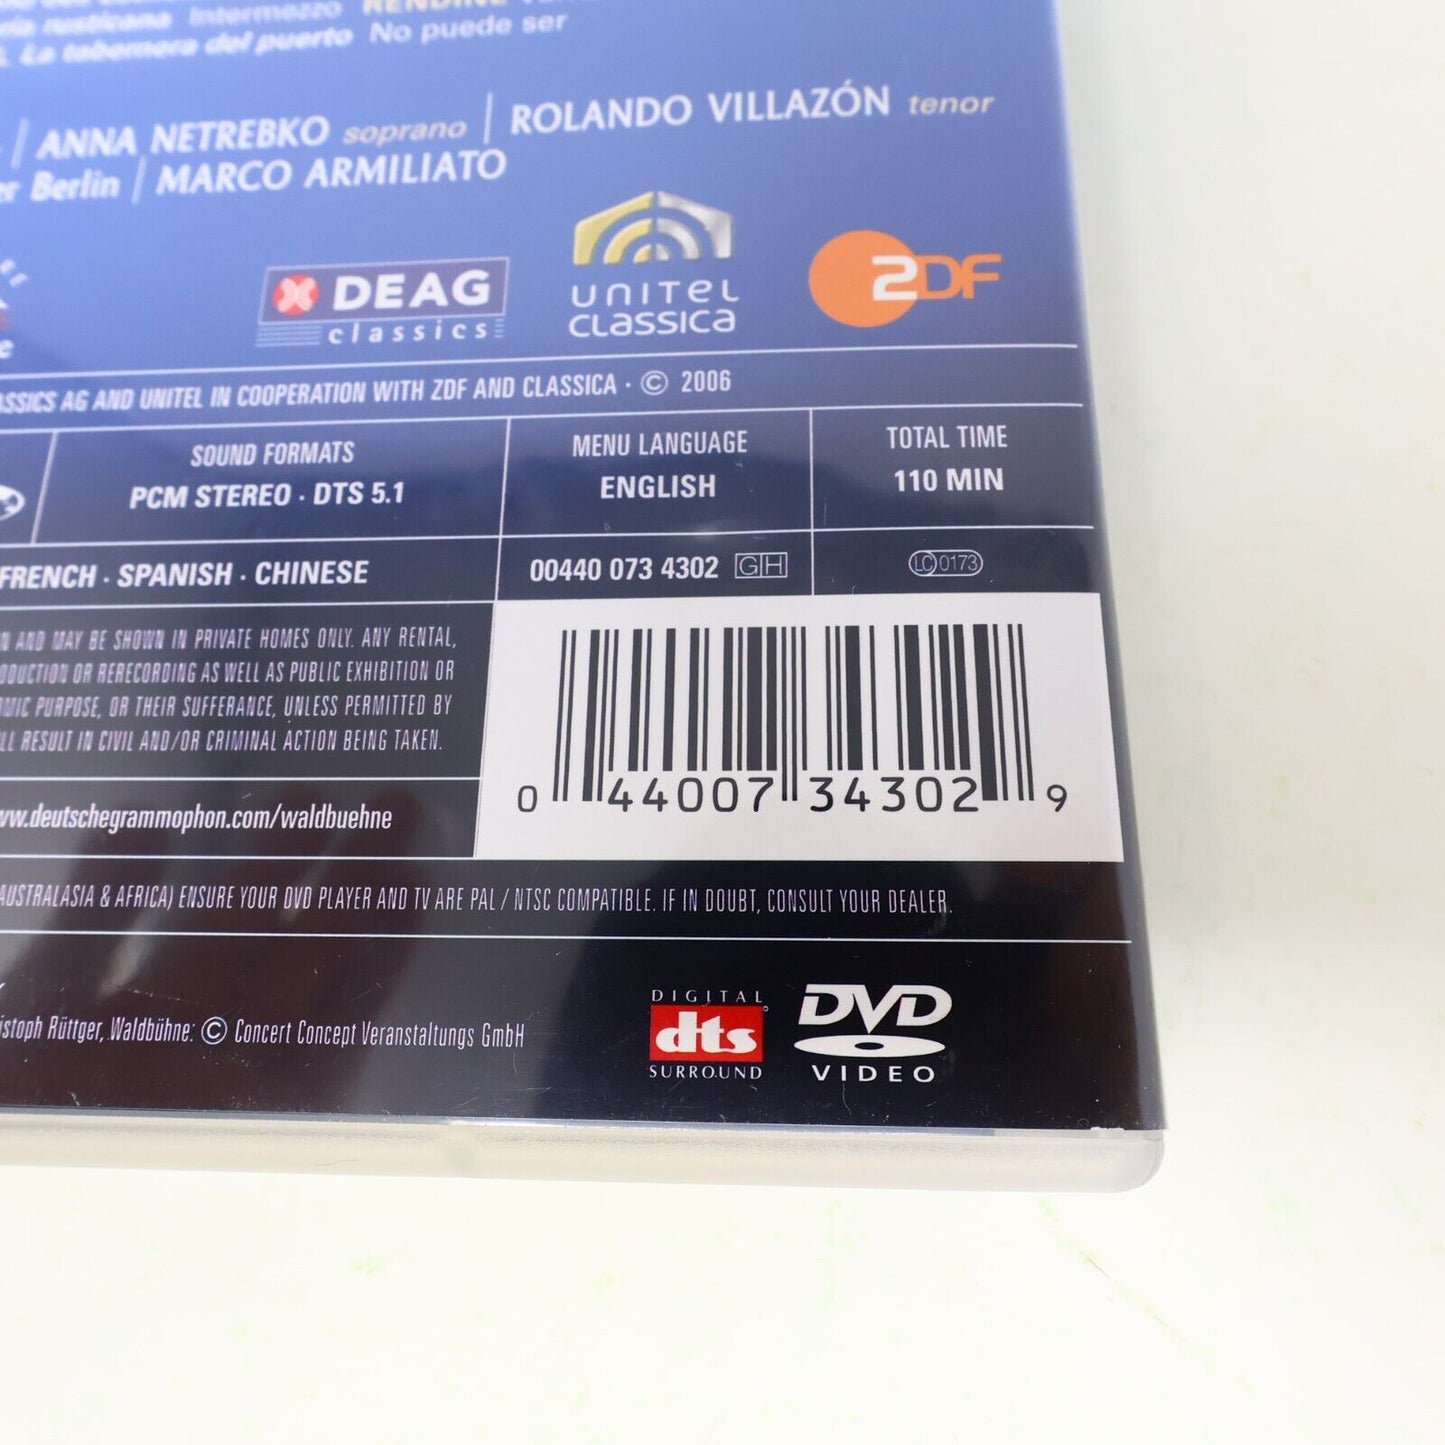 rusticana Intermezzo RENDINE
La tabernera del puerto No puede ser
ANNA NETREBKO soprano | ROLANDO VILLAZÓN tenor
Berlin | MARCO ARMILIATO
DEAG
classics
UNITEL
CLASSICA
ZDF
AG AND UNITEL IN COOPERATION WITH ZDF AND CLASSICA · © 2006
SOUND FORMATS
PCM STEREO · DTS 5.1
MENU LANGUAGE
ENGLISH
TOTAL TIME
110 MIN
FRENCH · SPANISH · CHINESE
00440 073 4302 GH
LC 0173
AND MAY BE SHOWN IN PRIVATE HOMES ONLY. ANY RENTAL,
OR RERECORDING AS WELL AS PUBLIC EXHIBITION OR
PURPOSE, OR THEIR SUFFERANCE, UNLESS PERMITTED BY
RESULT IN CIVIL AND/OR CRIMINAL ACTION BEING TAKEN.
0 44007 34302 9
.deutschegrammophon.com/waldbuehne
AUSTRALASIA & AFRICA) ENSURE YOUR DVD PLAYER AND TV ARE PAL / NTSC COMPATIBLE. IF IN DOUBT, CONSULT YOUR DEALER.
Rüttger, Waldbühne: © Concert Concept Veranstaltungs GmbH
DIGITAL
dts
SURROUND
DVD
VIDEO